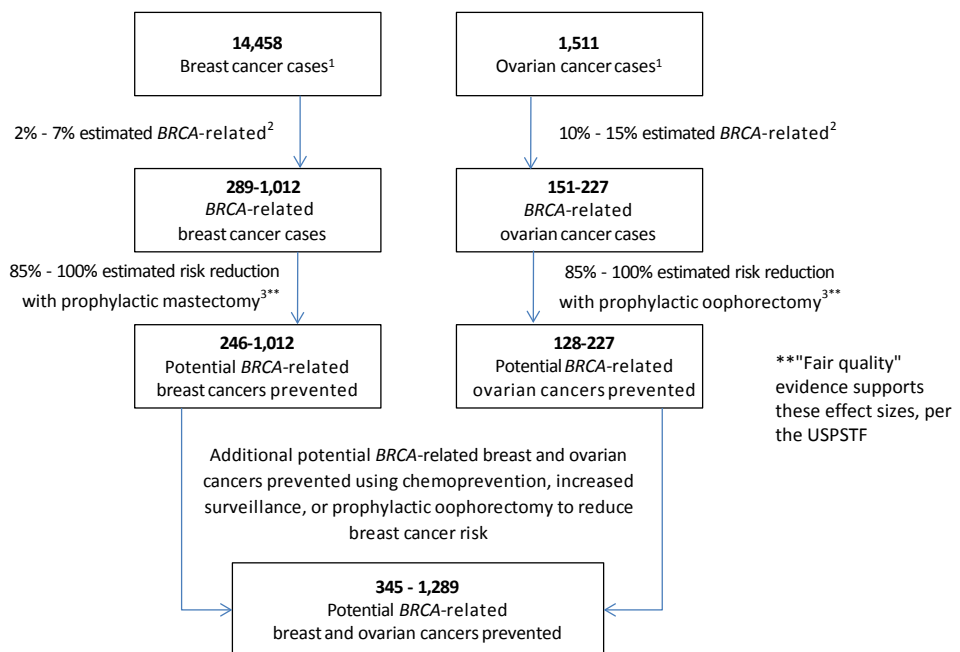 14,458
Breast cancer cases¹
1,511
Ovarian cancer cases¹
2% - 7% estimated BRCA-related²
10% - 15% estimated BRCA-related²
289-1,012
BRCA-related
breast cancer cases
151-227
BRCA-related
ovarian cancer cases
85% - 100% estimated risk reduction
with prophylactic mastectomy³**
85% - 100% estimated risk reduction
with prophylactic oophorectomy³**
246-1,012
Potential BRCA-related
breast cancers prevented
128-227
Potential BRCA-related
ovarian cancers prevented
**"Fair quality"
evidence supports
these effect sizes, per
the USPSTF
Additional potential BRCA-related breast and ovarian
cancers prevented using chemoprevention, increased
surveillance, or prophylactic oophorectomy to reduce
breast cancer risk
345 - 1,289
Potential BRCA-related
breast and ovarian cancers prevented